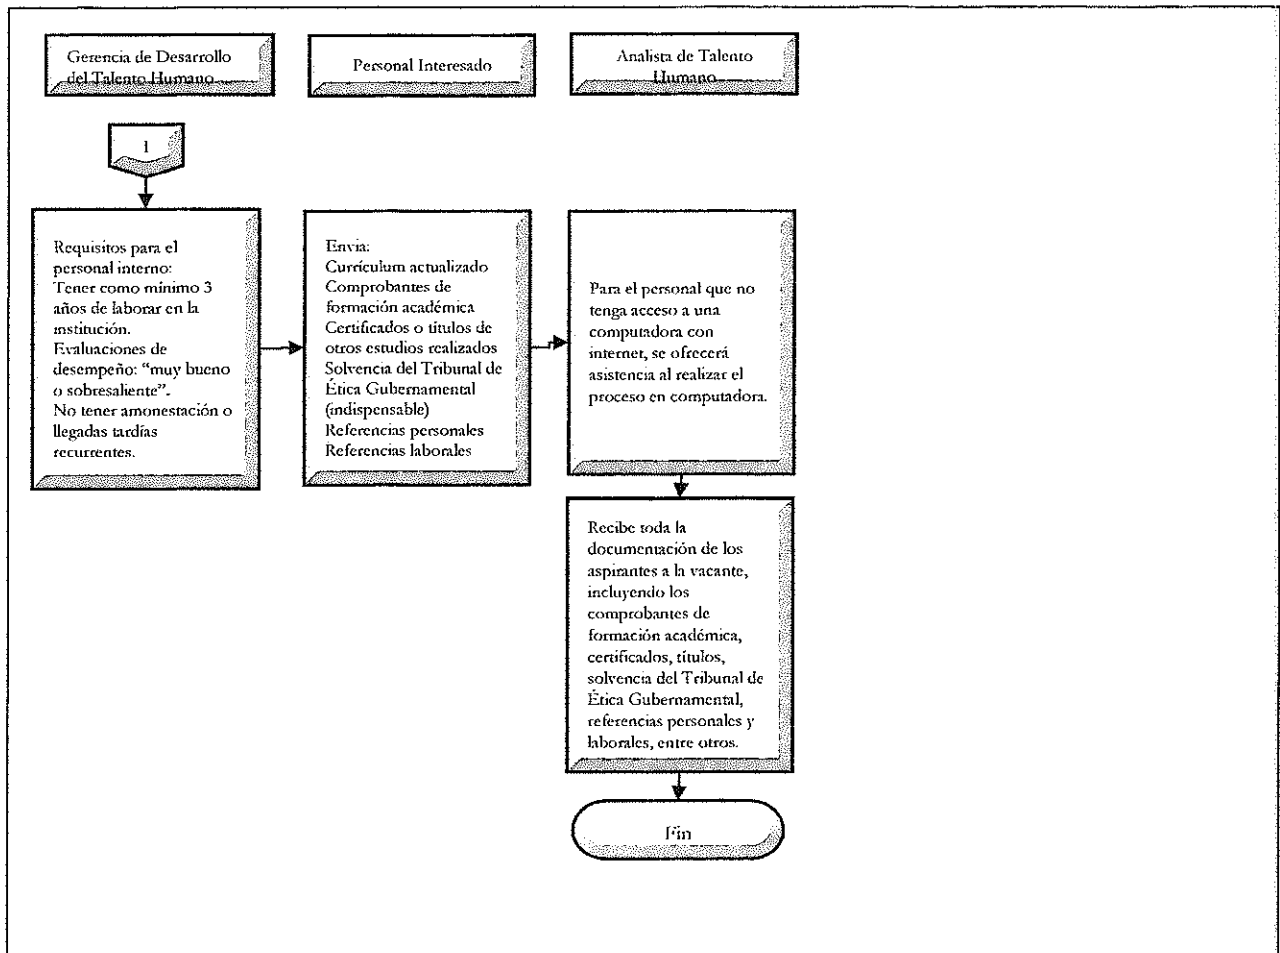 Gerencia de Desarrollo
del Talento Humano
Personal Interesado
Analista de Talento
Humano
1
Requisitos para el
personal interno:
Tener como mínimo 3
años de laborar en la
institución.
Evaluaciones de
desempeño: “muy bueno
o sobresaliente”.
No tener amonestación o
llegadas tardías
recurrentes.
Envia:
Currículum actualizado
Comprobantes de
formación académica
Certificados o títulos de
otros estudios realizados
Solvencia del Tribunal de
Ética Gubernamental
(indispensable)
Referencias personales
Referencias laborales
Para el personal que no
tenga acceso a una
computadora con
internet, se ofrecerá
asistencia al realizar el
proceso en computadora.
Recibe toda la
documentación de los
aspirantes a la vacante,
incluyendo los
comprobantes de
formación académica,
certificados, títulos,
solvencia del Tribunal de
Ética Gubernamental,
referencias personales y
laborales, entre otros.
Fin